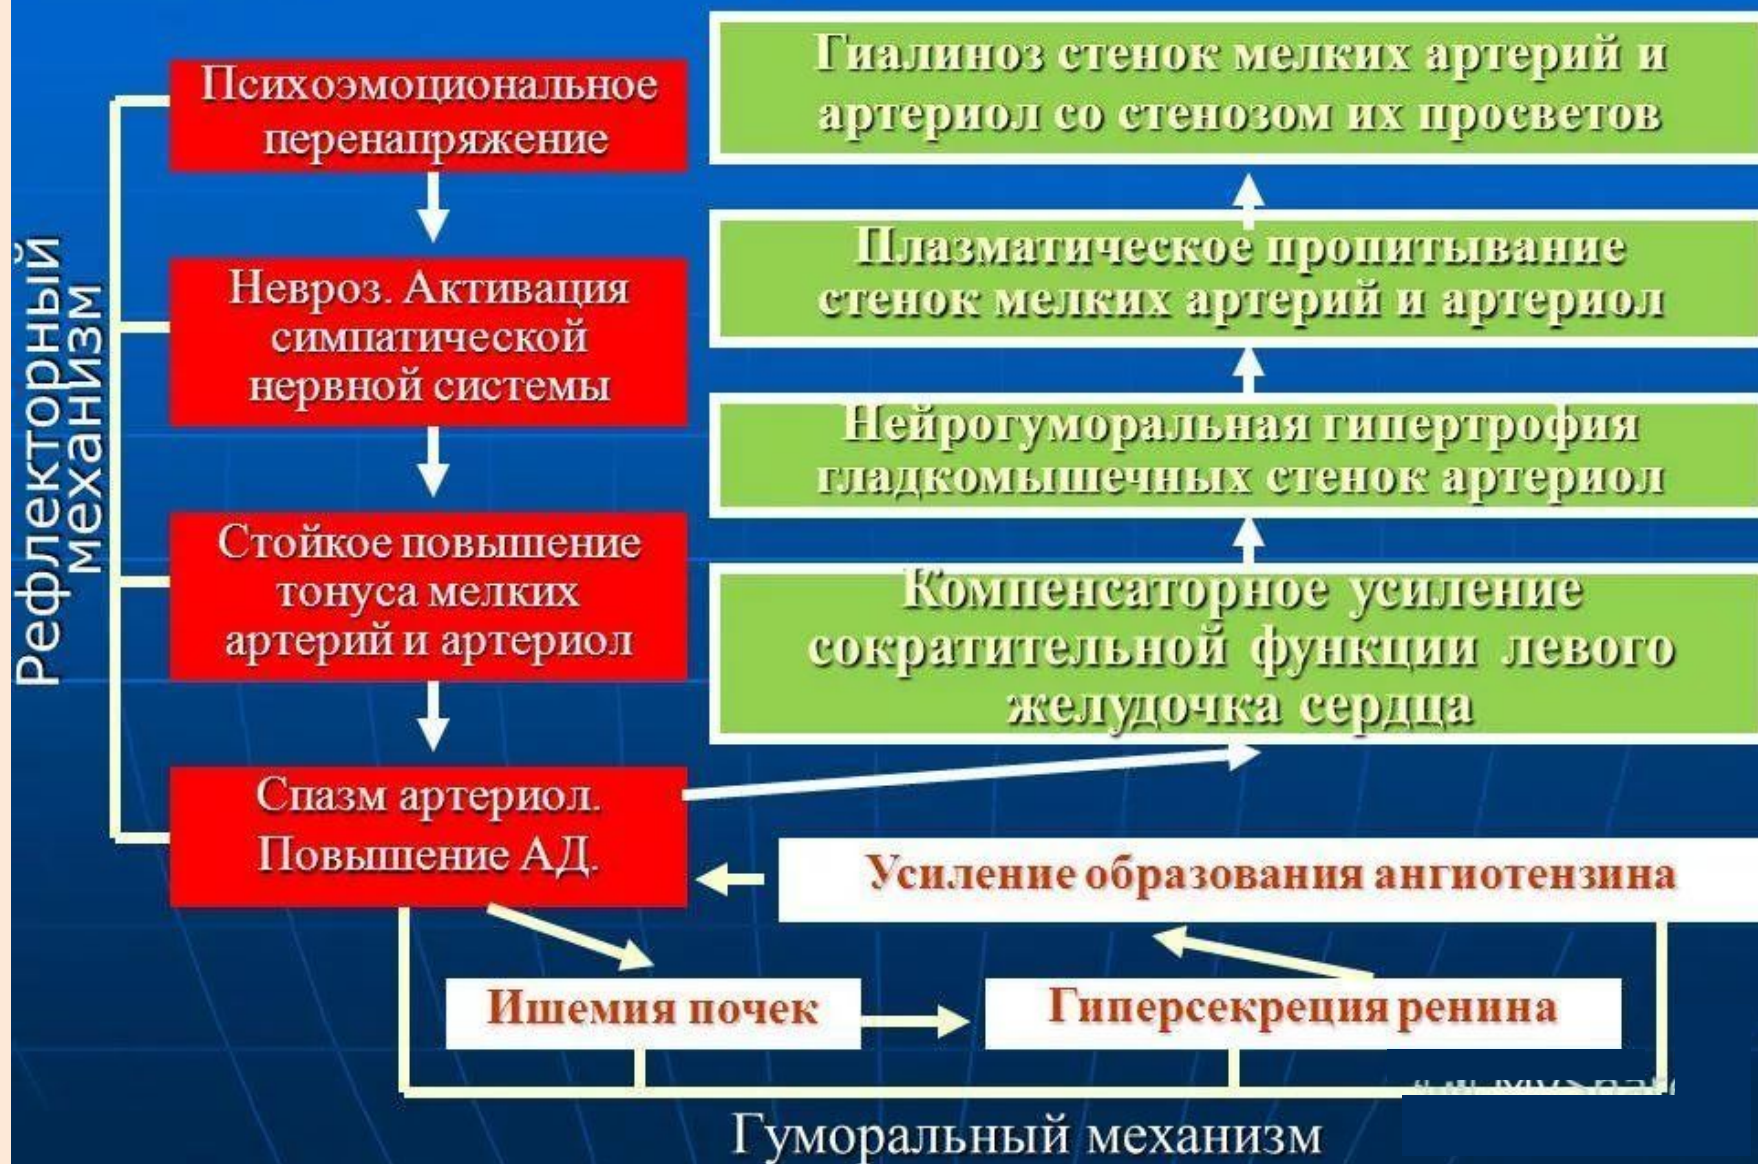 Рефлекторный
механизм
Психоэмоциональное
перенапряжение
Невроз. Активация
симпатической
нервной системы
Стойкое повышение
тонуса мелких
артерий и артериол
Спазм артериол.
Повышение АД.
Гиалиноз стенок мелких артерий и
артериол со стенозом их просветов
Плазматическое пропитывание
стенок мелких артерий и артериол
Нейрогуморальная гипертрофия
гладкомышечных стенок артериол
Компенсаторное усиление
сократительной функции левого
желудочка сердца
Усиление образования ангиотензина
Ишемия почек
Гиперсекреция ренина
Гуморальный механизм